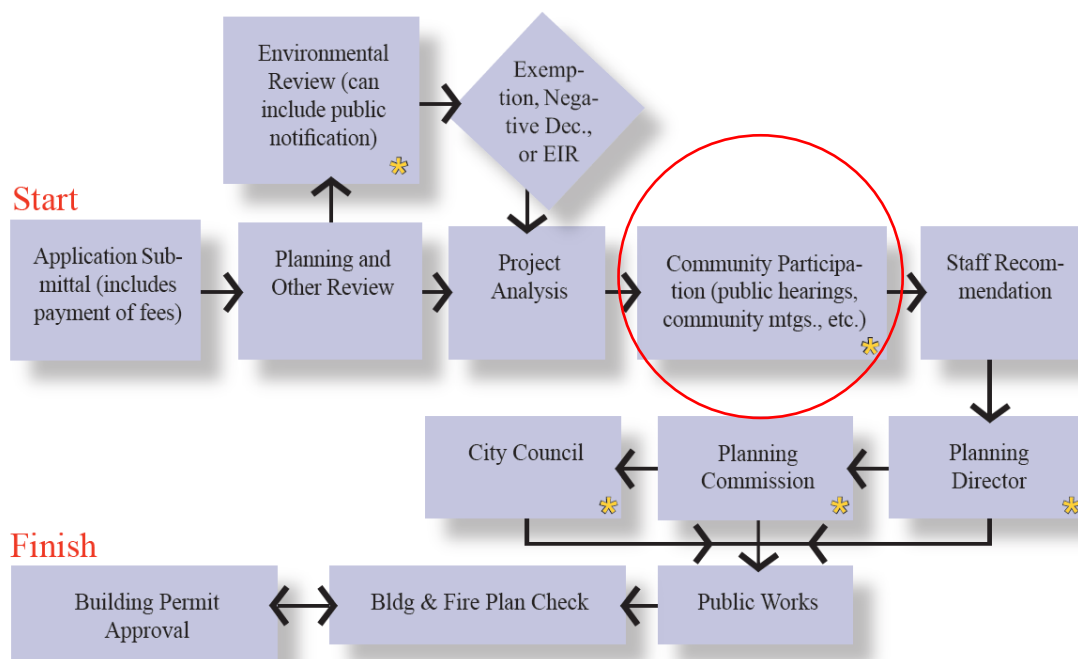 Environmental
Review (can
include public
notification)
*
Exemp-
tion, Nega-
tive Dec.,
or EIR
Start
Application Sub-
mittal (includes
payment of fees)
Planning and
Other Review
Project
Analysis
Community Participa-
tion (public hearings,
community mtgs., etc.)
*
Staff Recom-
mendation
City Council
*
Planning
Commission
*
Planning
Director
*
Finish
Building Permit
Approval
Bldg & Fire Plan Check
Public Works